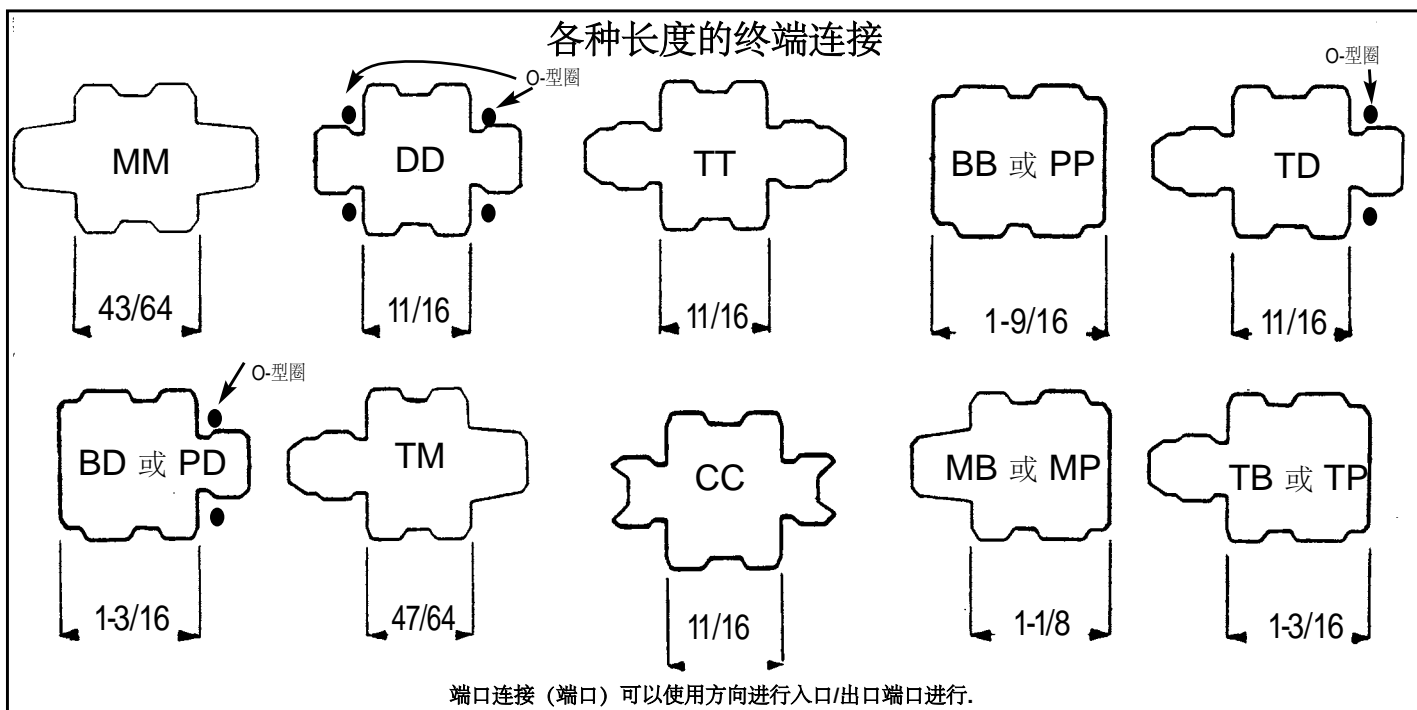 各种长度的终端连接
O-型圈
O-型圈
MM
DD
TT
BB 或 PP
TD
43/64
11/16
11/16
1-9/16
11/16
O-型圈
BD 或 PD
TM
CC
MB 或 MP
TB 或 TP
1-3/16
47/64
11/16
1-1/8
1-3/16
端口连接（端口）可以使用方向进行入口/出口端口进行.